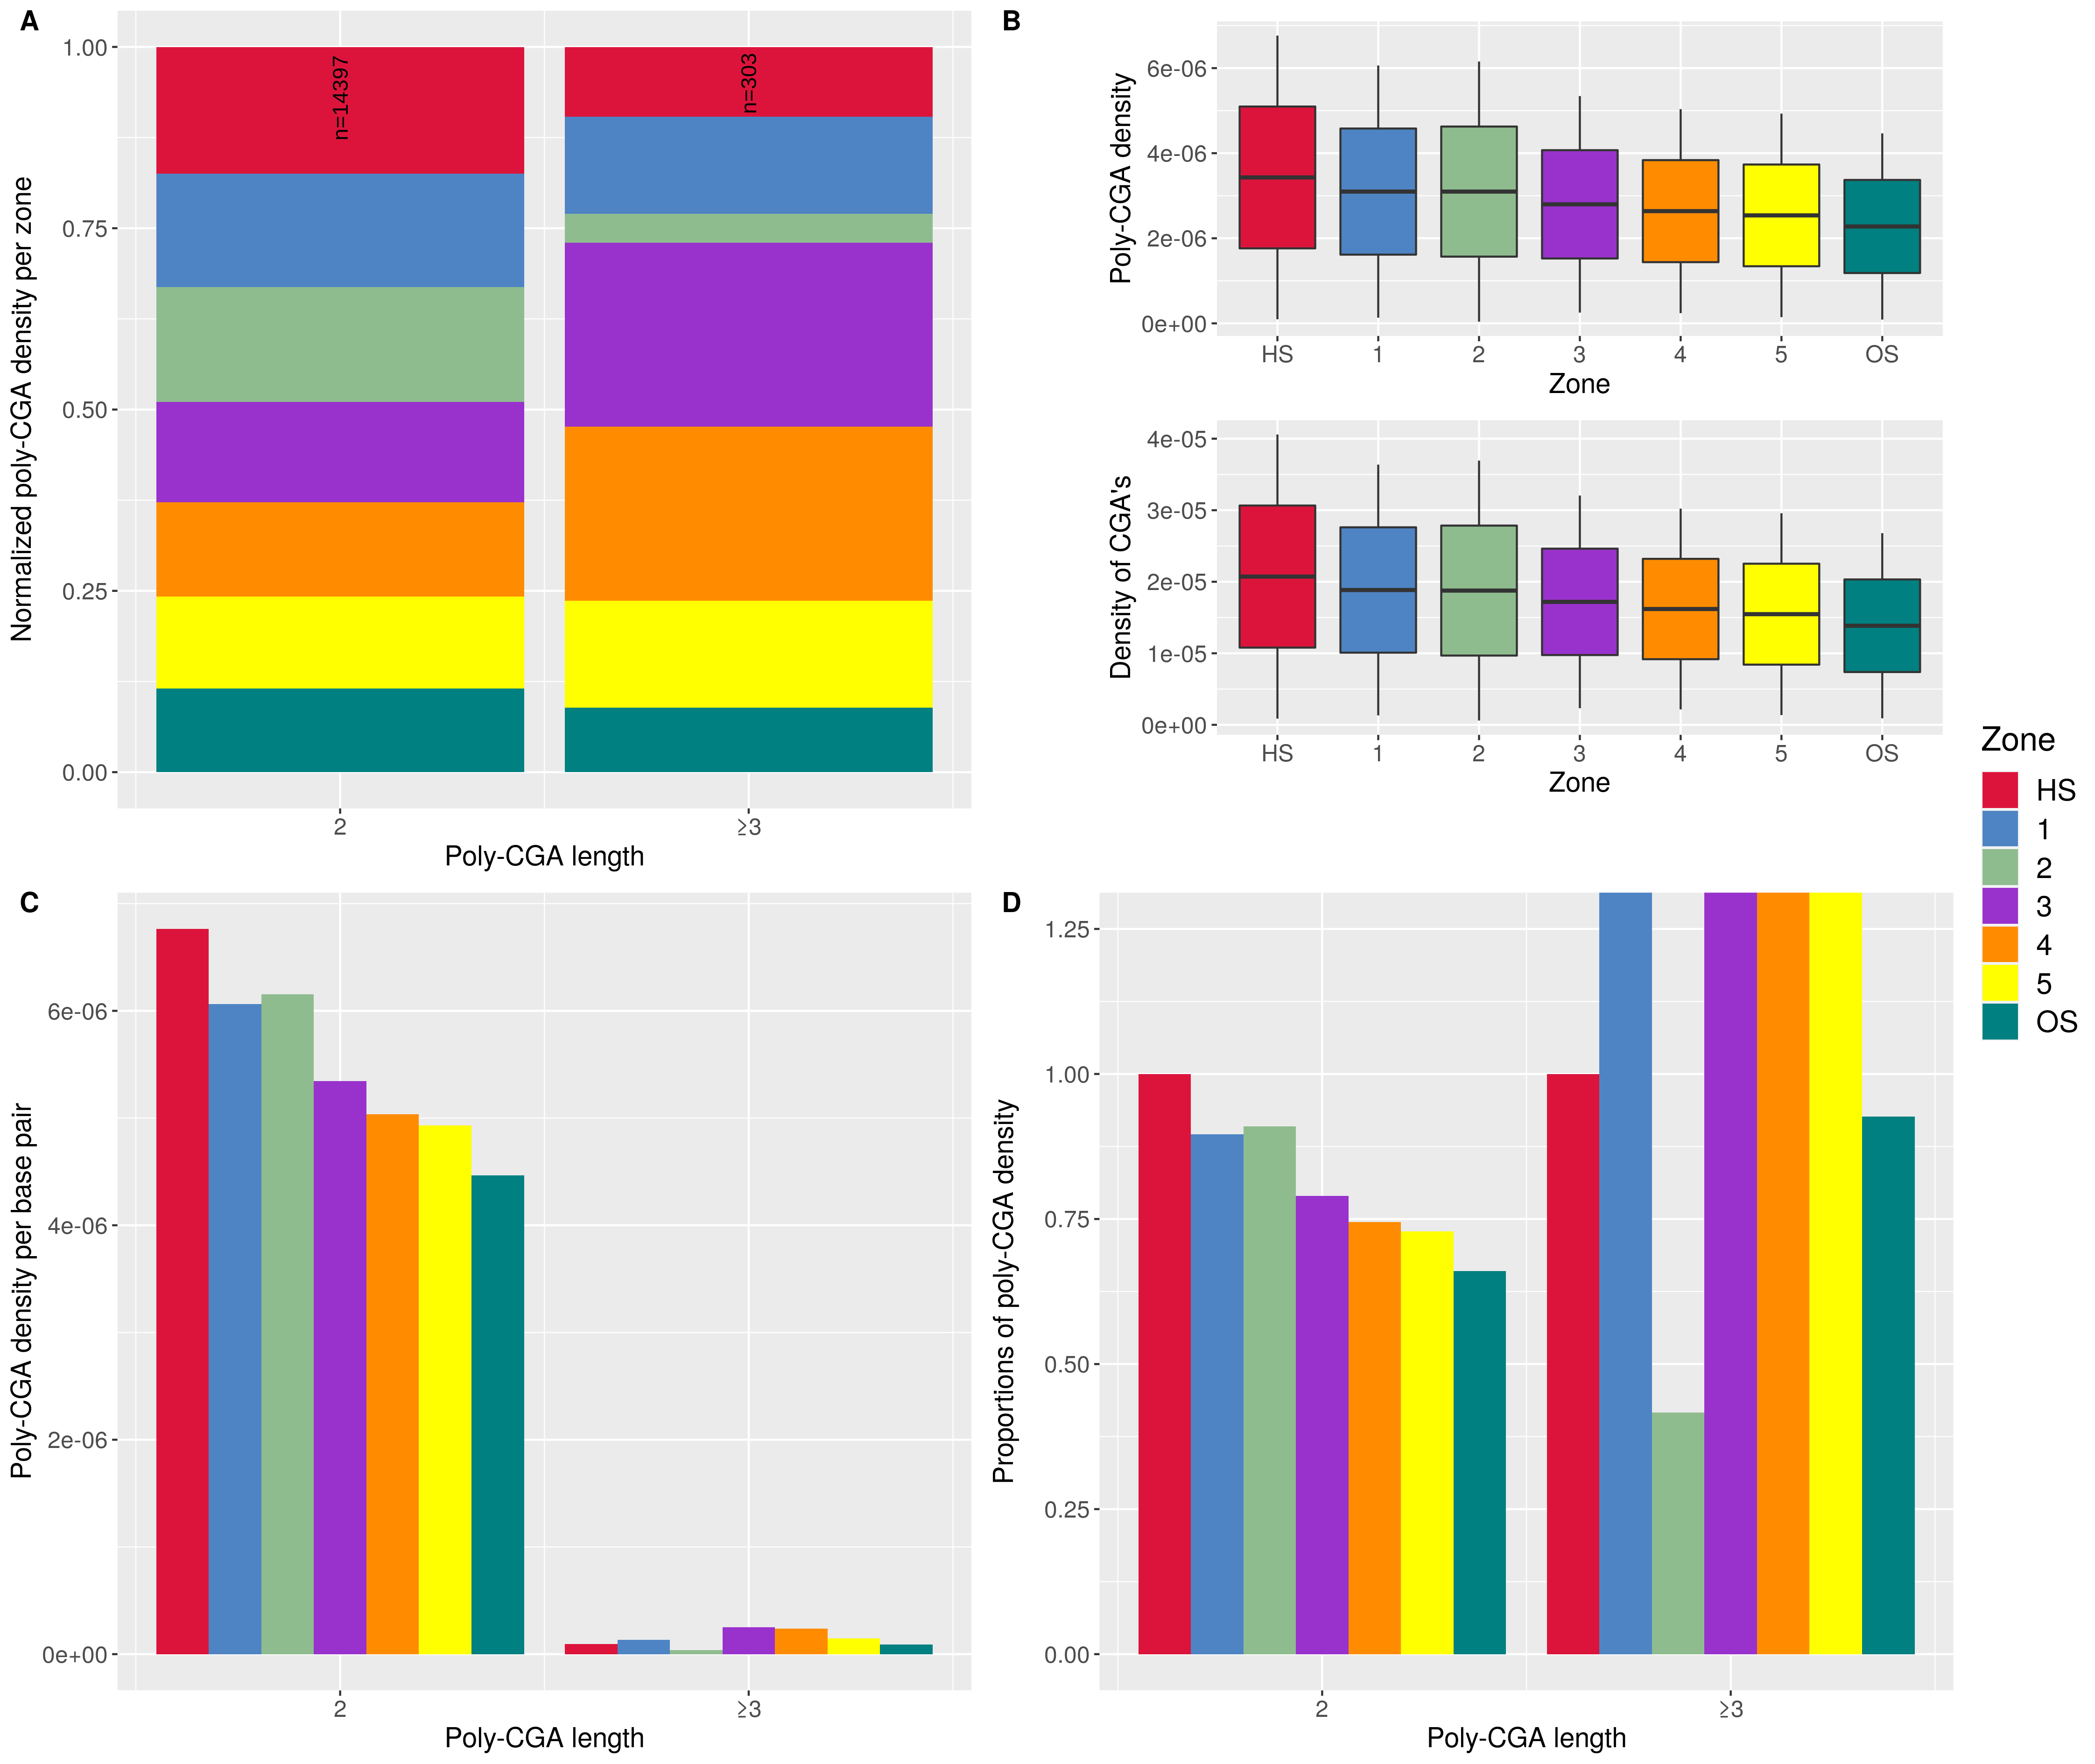 A
Normalized poly-CGA density per zone
1.00
0.75
0.50
0.25
0.00
n=14397
n=303
2
≥3
Poly-CGA length
B
Poly-CGA density
6e-06
4e-06
2e-06
0e+00
HS 1 2 3 4 5 OS
Zone
Density of CGA's
4e-05
3e-05
2e-05
1e-05
0e+00
HS 1 2 3 4 5 OS
Zone
Zone
HS
1
2
3
4
5
OS
C
Poly-CGA density per base pair
6e-06
4e-06
2e-06
0e+00
2
≥3
Poly-CGA length
D
Proportions of poly-CGA density
1.25
1.00
0.75
0.50
0.25
0.00
2
≥3
Poly-CGA length